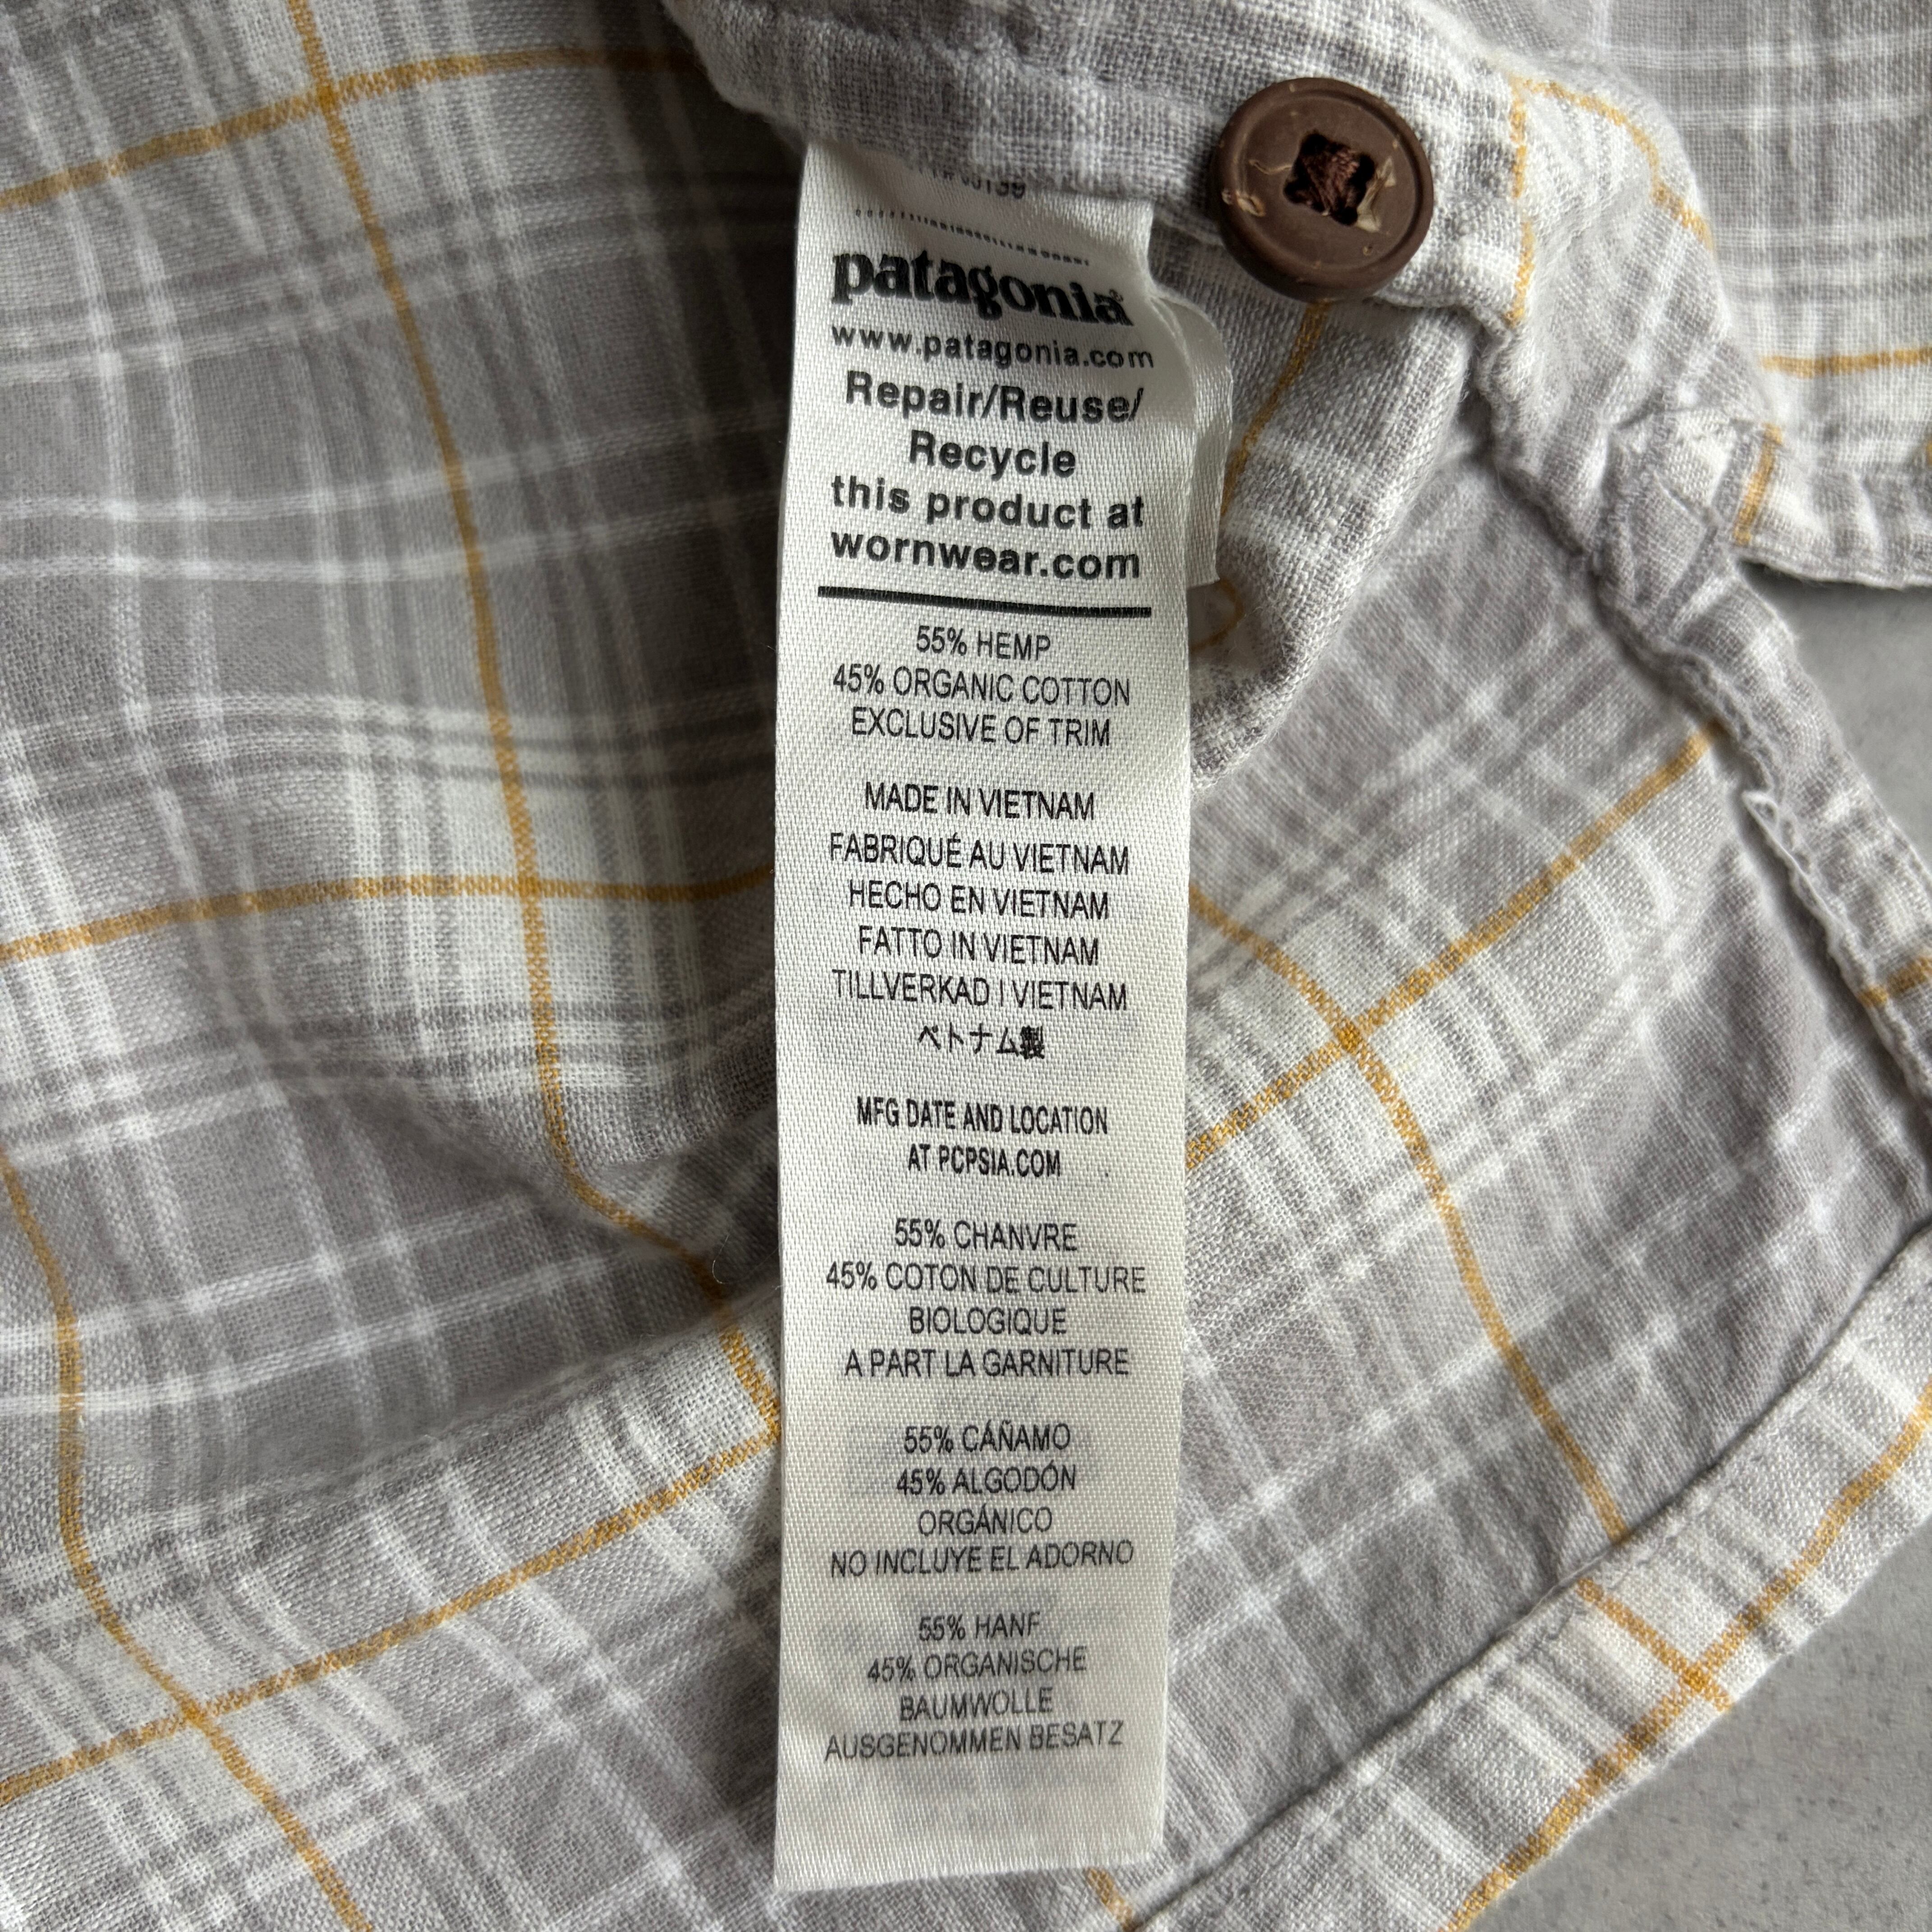 patagonia
www.patagonia.com
Repair/Reuse/
Recycle
this product at
wornwear.com
55% HEMP
45% ORGANIC COTTON
EXCLUSIVE OF TRIM
MADE IN VIETNAM
FABRIQUÉ AU VIETNAM
HECHO EN VIETNAM
FATTO IN VIETNAM
TILLVERKAD I VIETNAM
ベトナム製
MFG DATE AND LOCATION
AT PCPSIA.COM
55% CHANVRE
45% COTON DE CULTURE
BIOLOGIQUE
A PART LA GARNITURE
55% CÁÑAMO
45% ALGODÓN
ORGÁNICO
NO INCLUYE EL ADORNO
55% HANF
45% ORGANISCHE
BAUMWOLLE
AUSGENOMMEN BESATZ